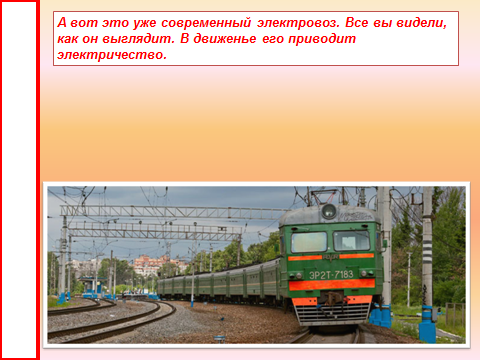 А вот это уже современный электровоз. Все вы видели,
как он выглядит. В движенье его приводит
электричество.
ЭР2Т-7183